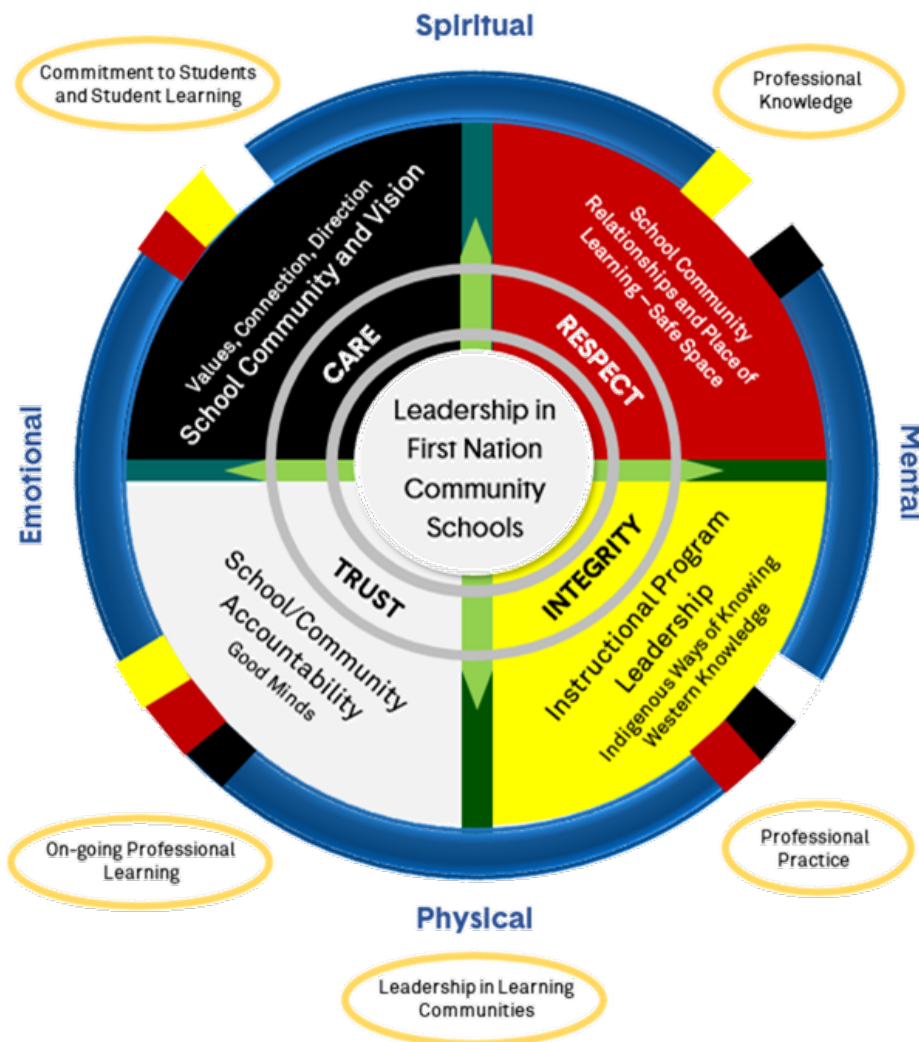 Spiritual
Commitment to Students
and Student Learning
Professional
Knowledge
Values, Connection, Direction
School Community and Vision
CARE
School Community
Relationships and Place of
Learning – Safe Space
RESPECT
Emotional
Leadership in
First Nation
Community
Schools
Mental
TRUST
School/Community
Accountability
Good Minds
INTEGRITY
Instructional Program
Leadership
Indigenous Ways of Knowing
Western Knowledge
On-going Professional
Learning
Professional
Practice
Physical
Leadership in Learning
Communities